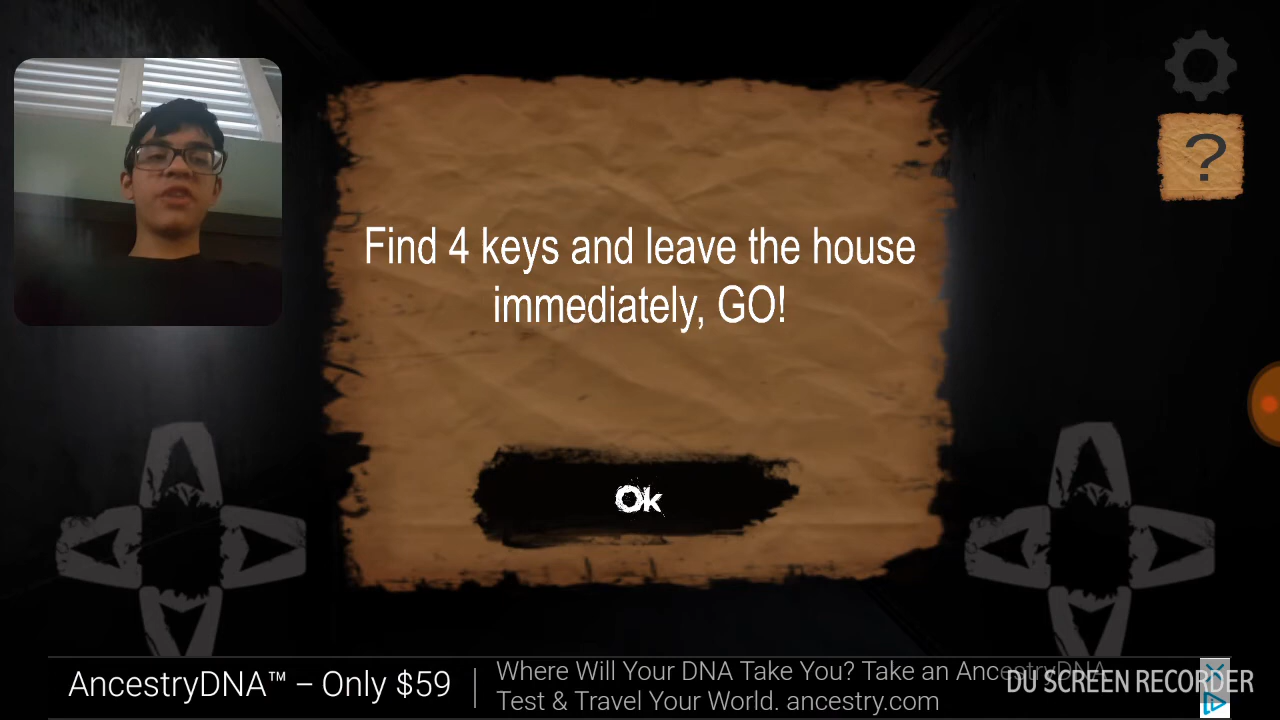 ?
Find 4 keys and leave the house
immediately, GO!
Ok
AncestryDNA™ – Only $59
Where Will Your DNA Take You? Take an AncestryDNA
Test & Travel Your World. ancestry.com
DU SCREEN RECORDER